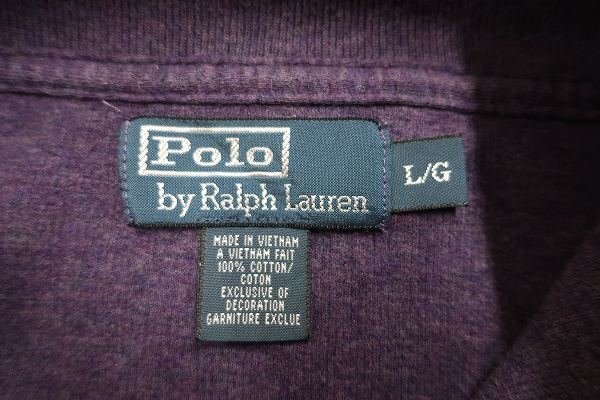 Polo
by Ralph Lauren
L/G
MADE IN VIETNAM
A VIETNAM FAIT
100% COTTON/
COTON
EXCLUSIVE OF
DECORATION
GARNITURE EXCLUE